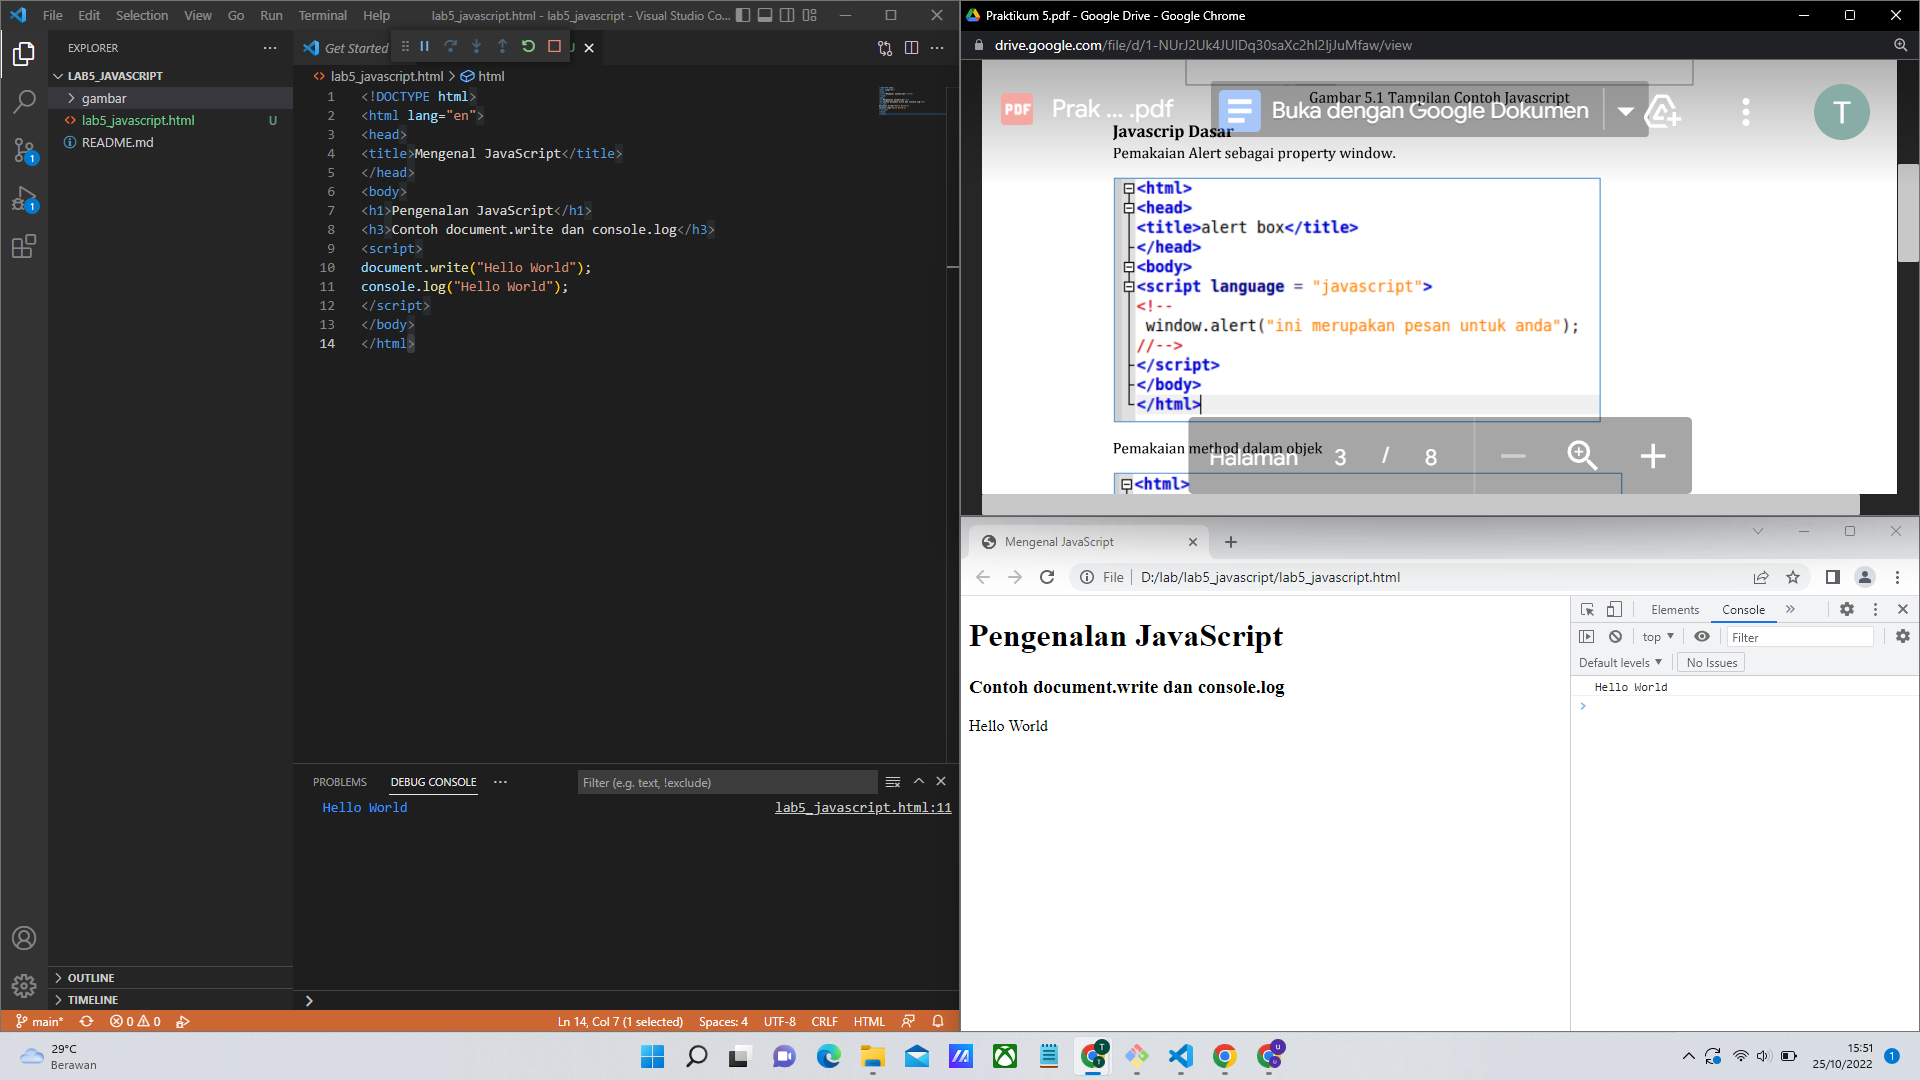 File Edit Selection View Go Run Terminal Help lab5_javascript.html - lab5_javascript - Visual Studio Co...
EXPLORER
LAB5_JAVASCRIPT
gambar
lab5_javascript.html U
README.md
1
1
OUTLINE
TIMELINE
Get Started
lab5_javascript.html > html
1 <!DOCTYPE html>
2 <html lang="en">
3 <head>
4 <title>Mengenal JavaScript</title>
5 </head>
6 <body>
7 <h1>Pengenalan JavaScript</h1>
8 <h3>Contoh document.write dan console.log</h3>
9 <script>
10 document.write("Hello World");
11 console.log("Hello World");
12 </script>
13 </body>
14 </html>
PROBLEMS DEBUG CONSOLE Filter (e.g. text, !exclude)
Hello World lab5_javascript.html:11
main* 0 0 Ln 14, Col 7 (1 selected) Spaces: 4 UTF-8 CRLF HTML
Praktikum 5.pdf - Google Drive - Google Chrome
drive.google.com/file/d/1-NUrJ2Uk4JUIDq30saXc2hl2IjJuMfaw/view
Gambar 5.1 Tampilan Contoh Javascript
PDF Prak ... .pdf Buka dengan Google Dokumen T
Javascrip Dasar
Pemakaian Alert sebagai property window.
<html>
<head>
<title>alert box</title>
</head>
<body>
<script language = "javascript">
<!--
window.alert("ini merupakan pesan untuk anda");
//-->
</script>
</body>
</html>
Pemakaian method dalam objek
Halaman 3 / 8
<html>
Mengenal JavaScript
File D:/lab/lab5_javascript/lab5_javascript.html
Pengenalan JavaScript
Contoh document.write dan console.log
Hello World
Elements Console
top Filter
Default levels No Issues
Hello World
29°C
Berawan
15:51
25/10/2022
1